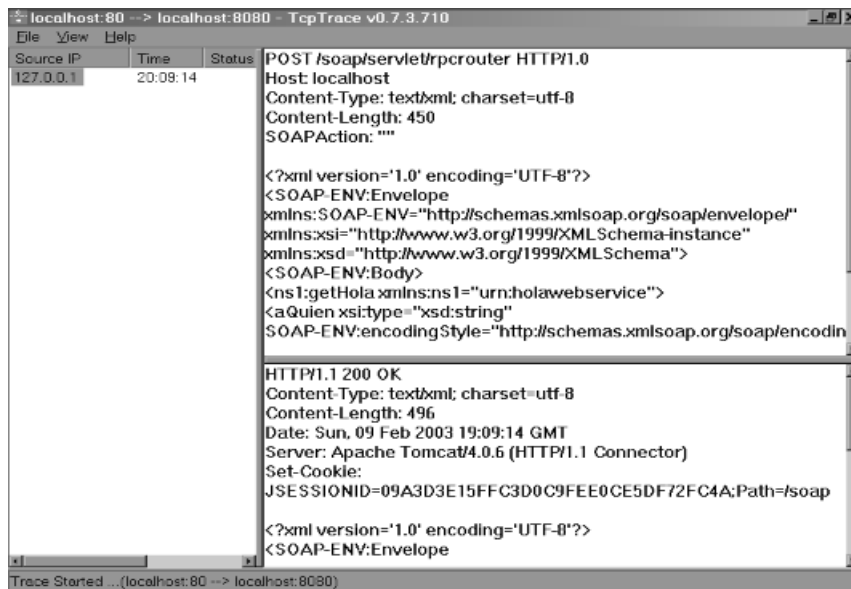 localhost:80 --> localhost:8080 - TcpTrace v0.7.3.710
File View Help
Source IP Time Status
127.0.0.1 20:09:14
POST /soap/servlet/rpcrouter HTTP/1.0
Host: localhost
Content-Type: text/xml; charset=utf-8
Content-Length: 450
SOAPAction: ""
<?xml version='1.0' encoding='UTF-8'?>
<SOAP-ENV:Envelope
xmlns:SOAP-ENV="http://schemas.xmlsoap.org/soap/envelope/"
xmlns:xsi="http://www.w3.org/1999/XMLSchema-instance"
xmlns:xsd="http://www.w3.org/1999/XMLSchema">
<SOAP-ENV:Body>
<ns1:getHola xmlns:ns1="urn:holawebservice">
<aQuien xsi:type="xsd:string"
SOAP-ENV:encodingStyle="http://schemas.xmlsoap.org/soap/encodin
HTTP/1.1 200 OK
Content-Type: text/xml; charset=utf-8
Content-Length: 496
Date: Sun, 09 Feb 2003 19:09:14 GMT
Server: Apache Tomcat/4.0.6 (HTTP/1.1 Connector)
Set-Cookie:
JSESSIONID=09A3D3E15FFC3D0C9FEE0CE5DF72FC4A;Path=/soap
<?xml version='1.0' encoding='UTF-8'?>
<SOAP-ENV:Envelope
Trace Started ...(localhost:80 --> localhost:8080)